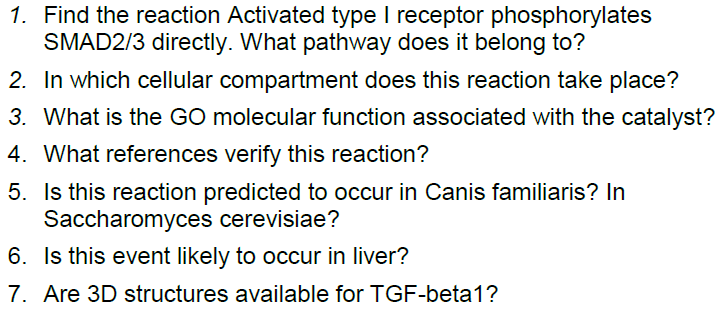 1. Find the reaction Activated type I receptor phosphorylates
SMAD2/3 directly. What pathway does it belong to?
2. In which cellular compartment does this reaction take place?
3. What is the GO molecular function associated with the catalyst?
4. What references verify this reaction?
5. Is this reaction predicted to occur in Canis familiaris? In
Saccharomyces cerevisiae?
6. Is this event likely to occur in liver?
7. Are 3D structures available for TGF-beta1?